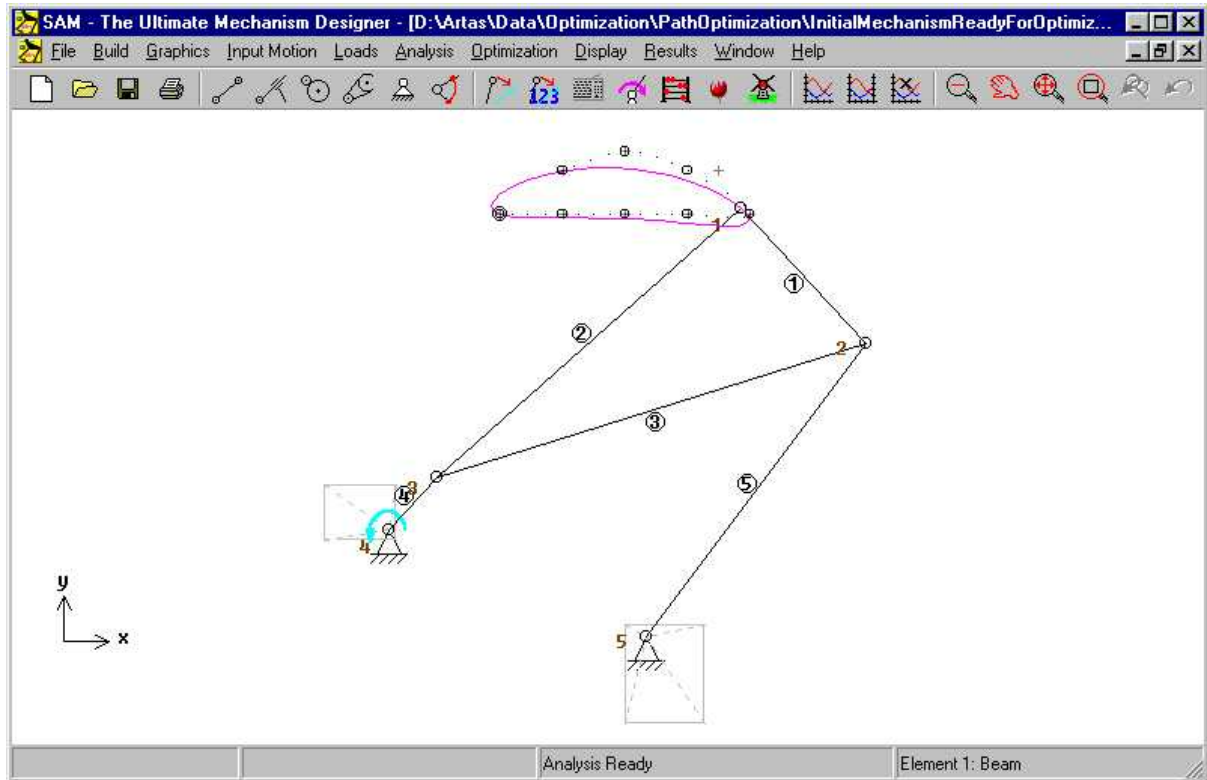 SAM - The Ultimate Mechanism Designer - [D:\Artas\Data\Optimization\PathOptimization\InitialMechanismReadyForOptimiz...
File Build Graphics Input Motion Loads Analysis Optimization Display Results Window Help
123
1
1
2
2
3
3
4
5
4
5
y
x
Analysis Ready
Element 1: Beam